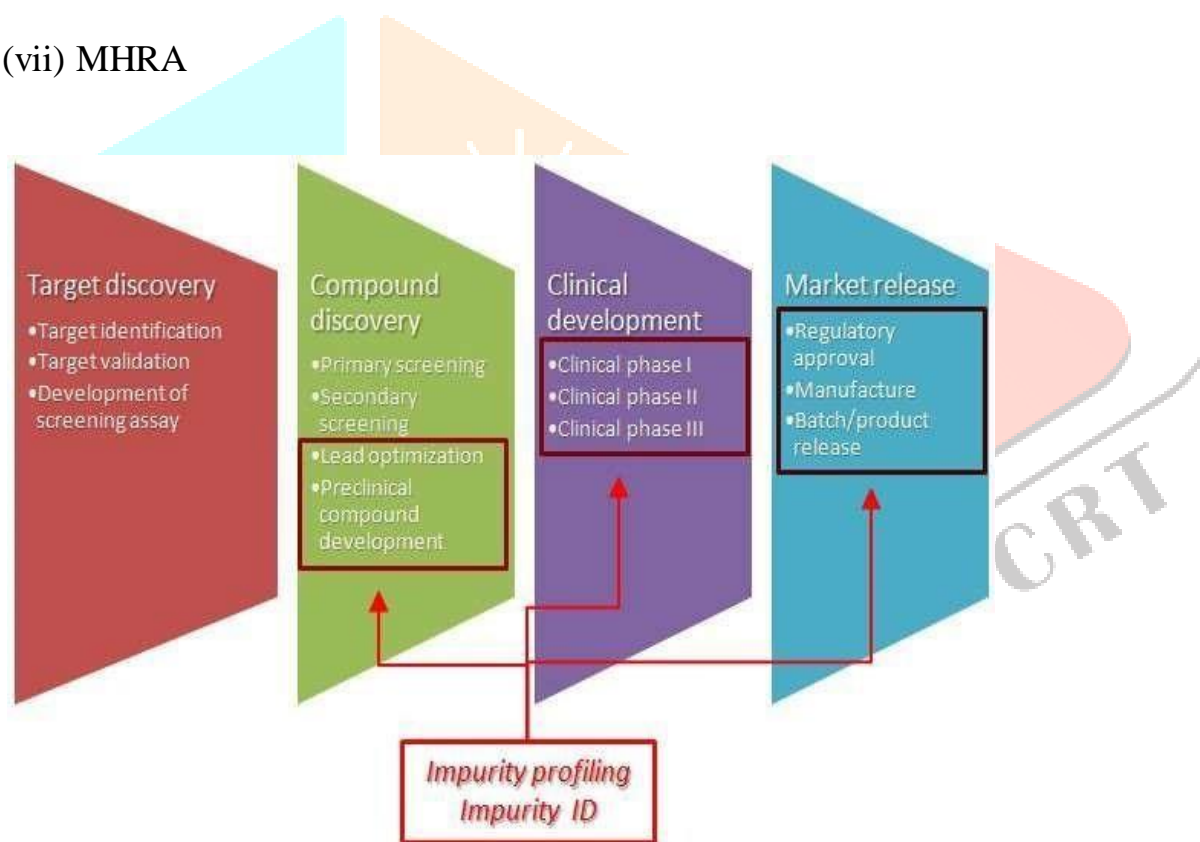 (vii) MHRA
Target discovery
•Target identification
•Target validation
•Development of
screening assay
Compound
discovery
•Primary screening
•Secondary
screening
•Lead optimization
•Preclinical
compound
development
Clinical
development
•Clinical phase I
•Clinical phase II
•Clinical phase III
Market release
•Regulatory
approval
•Manufacture
•Batch/product
release
Impurity profiling
Impurity ID
CRT